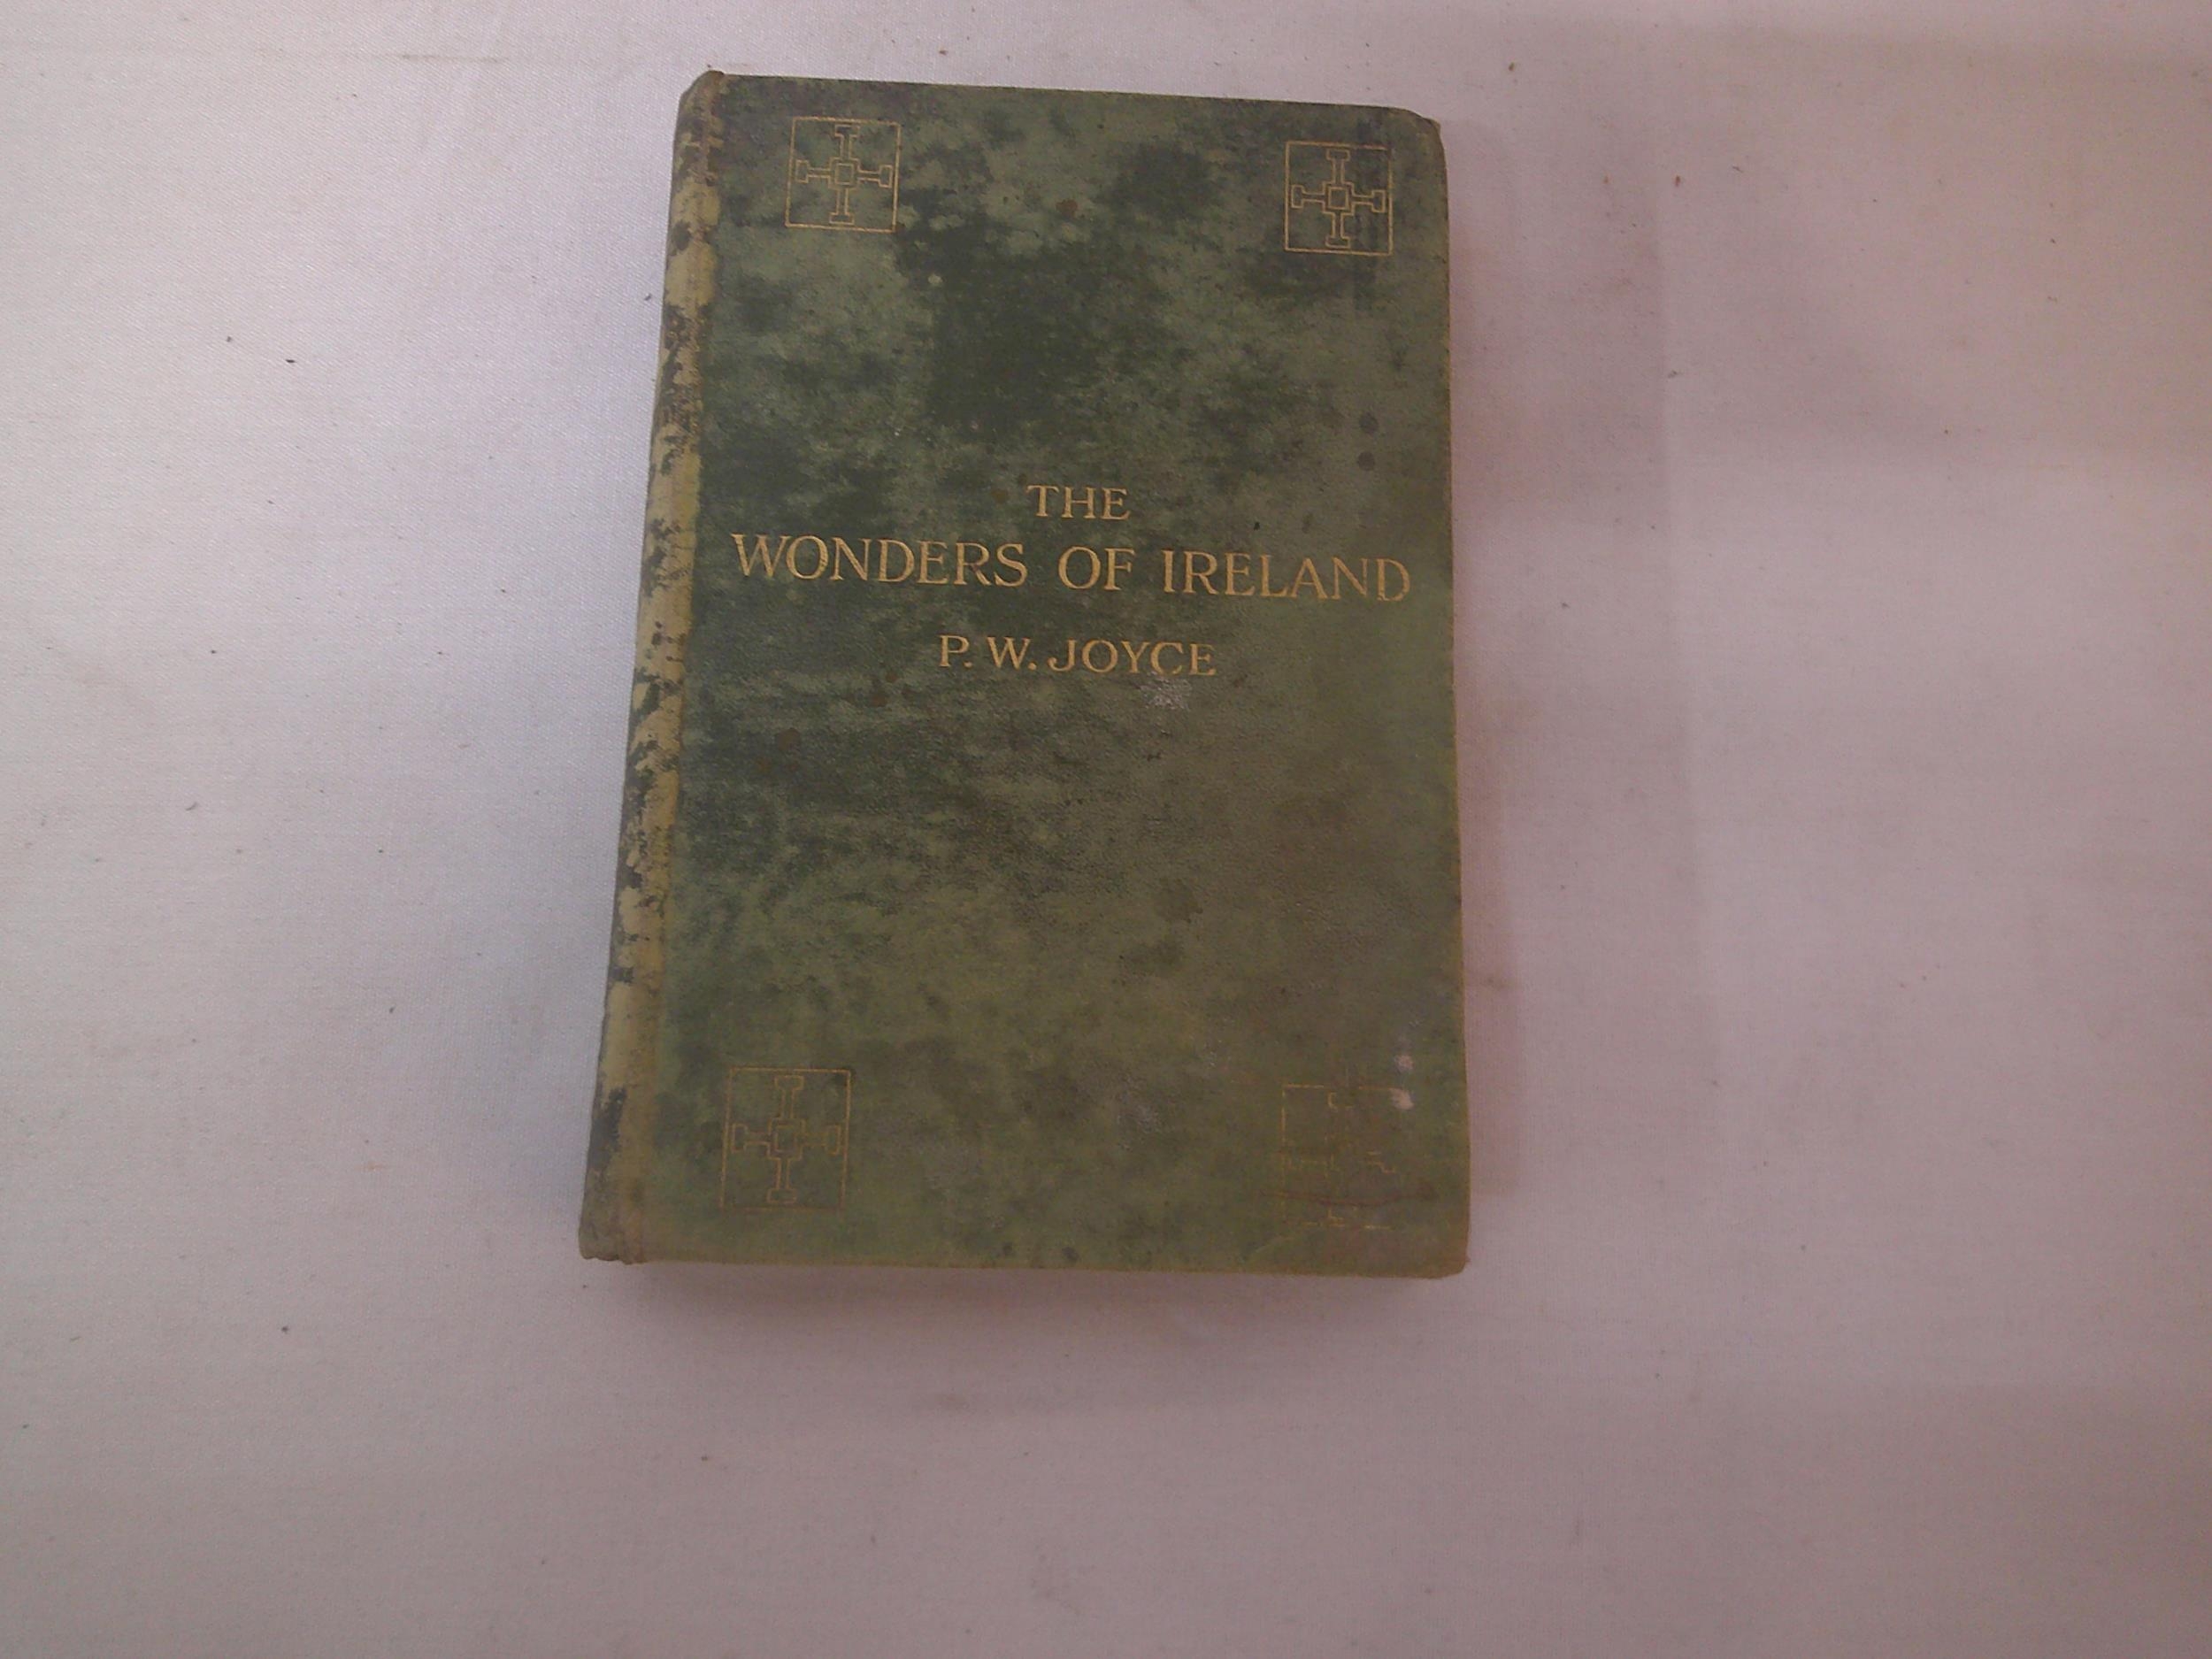 THE
WONDERS OF IRELAND
P. W. JOYCE